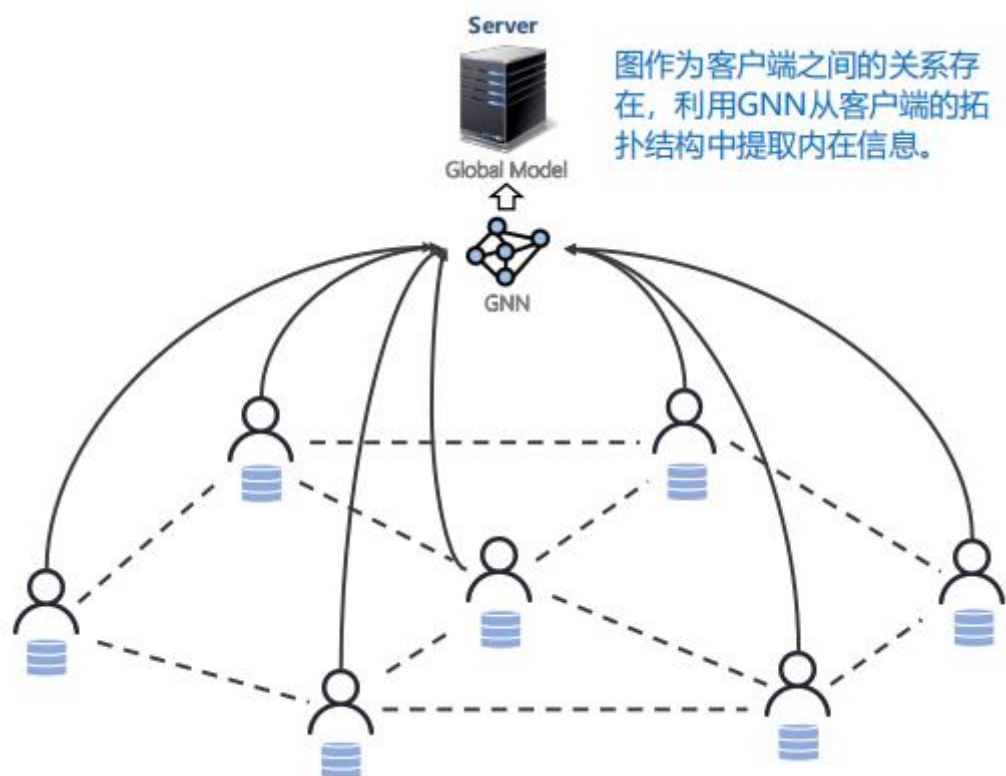 Server
图作为客户端之间的关系存
在，利用GNN从客户端的拓
扑结构中提取内在信息。
Global Model
GNN